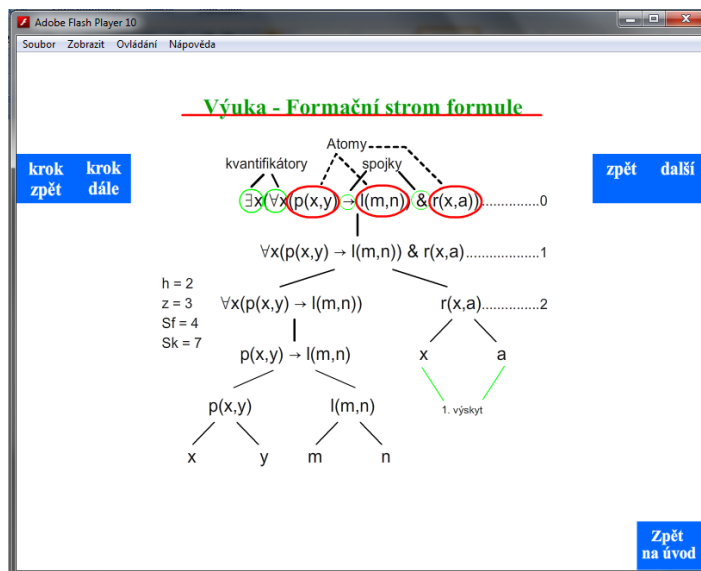 Adobe Flash Player 10
Soubor Zobrazit Ovládání Nápověda
Výuka - Formační strom formule
krok zpět
krok dále
zpět
další
Atomy
kvantifikátory
spojky
∃x(∀x(p(x,y) → l(m,n)) & r(x,a))...............0
∀x(p(x,y) → l(m,n)) & r(x,a)..................1
h = 2
z = 3
Sf = 4
Sk = 7
∀x(p(x,y) → l(m,n))
r(x,a)..............2
p(x,y) → l(m,n)
x
a
p(x,y)
l(m,n)
1. výskyt
x
y
m
n
Zpět
na úvod